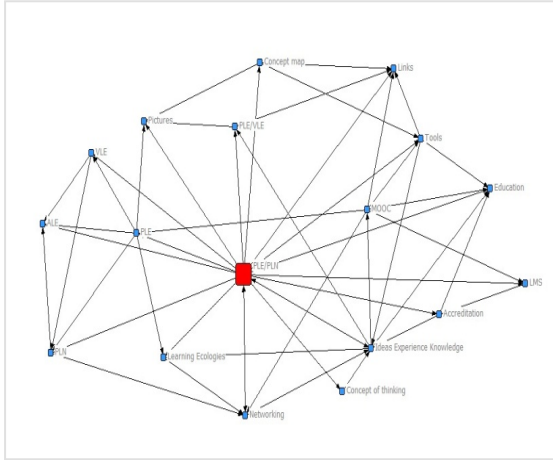 Concept map
Links
Pictures
PLE/VLE
Tools
VLE
Education
MOOC
ALE
PLE
PLE/PLN
LMS
Accreditation
Ideas Experience Knowledge
PLN
Learning Ecologies
Concept of thinking
Networking